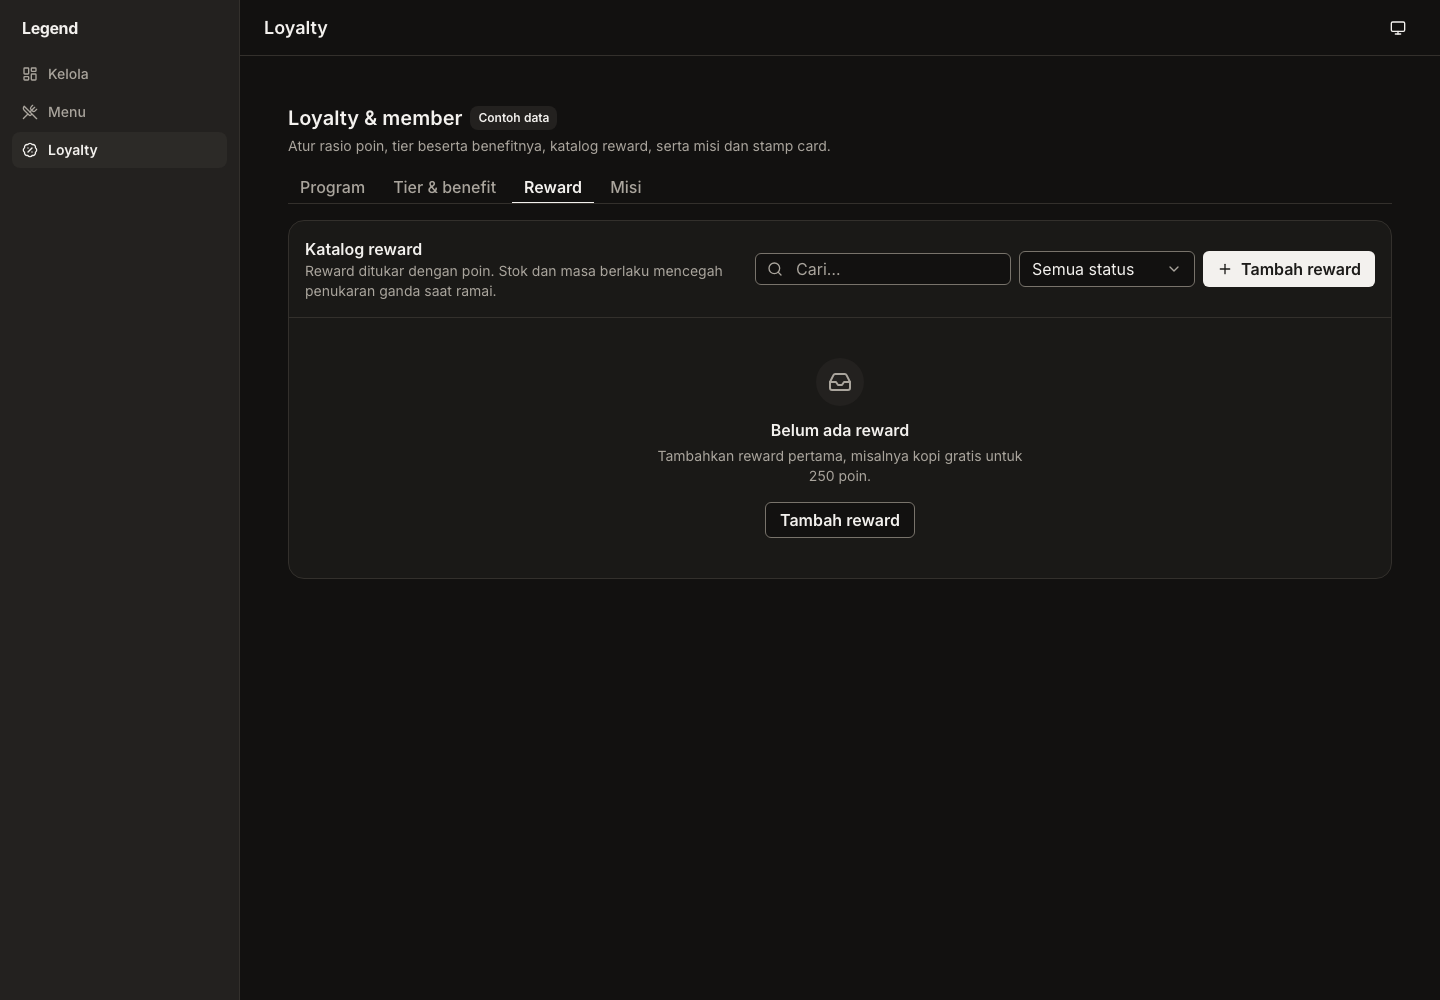 Legend
Loyalty
Kelola
Menu
Loyalty
Loyalty & member
Contoh data
Atur rasio poin, tier beserta benefitnya, katalog reward, serta misi dan stamp card.
Program
Tier & benefit
Reward
Misi
Katalog reward
Reward ditukar dengan poin. Stok dan masa berlaku mencegah
penukaran ganda saat ramai.
Cari...
Semua status
Tambah reward
Belum ada reward
Tambahkan reward pertama, misalnya kopi gratis untuk
250 poin.
Tambah reward